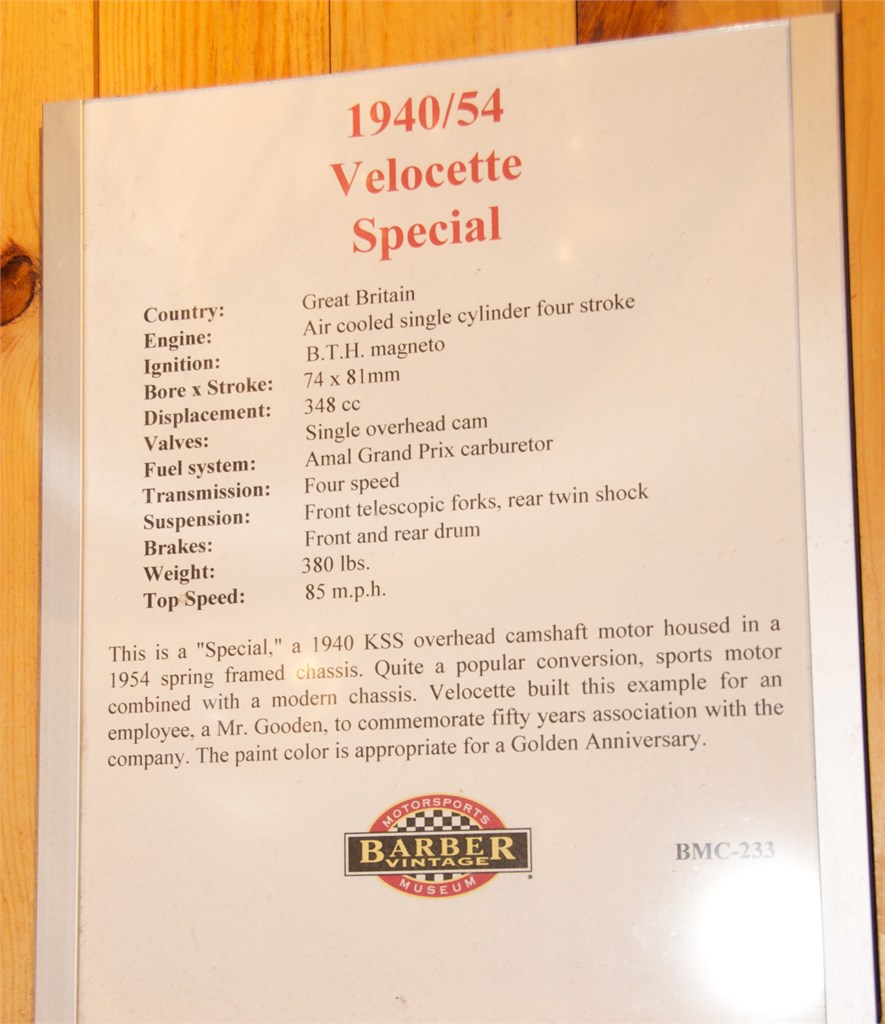 1940/54
Velocette
Special
Country: Great Britain
Engine: Air cooled single cylinder four stroke
Ignition: B.T.H. magneto
Bore x Stroke: 74 x 81mm
Displacement: 348 cc
Valves: Single overhead cam
Fuel system: Amal Grand Prix carburetor
Transmission: Four speed
Suspension: Front telescopic forks, rear twin shock
Brakes: Front and rear drum
Weight: 380 lbs.
Top Speed: 85 m.p.h.
This is a "Special," a 1940 KSS overhead camshaft motor housed in a
1954 spring framed chassis. Quite a popular conversion, sports motor
combined with a modern chassis. Velocette built this example for an
employee, a Mr. Gooden, to commemorate fifty years association with the
company. The paint color is appropriate for a Golden Anniversary.
MOTORSPORTS
BARBER
VINTAGE
MUSEUM
BMC-233